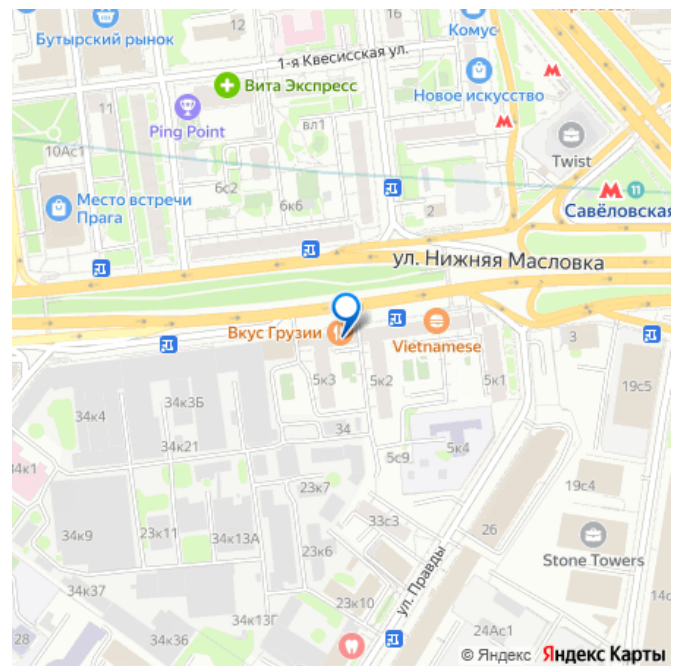 Бутырский рынок
12
16
Комус
1-я Квесисская ул.
Вита Экспресс
Новое искусство
11
Ping Point
вл1
10Ас1
Twist
6с2
6к6
Место встречи
Прага
2
11
Савёловская
ул. Нижняя Масловка
Вкус Грузии
Vietnamese
3
5к3
5к2
5к1
19с5
34к3Б
34к4
34
34к21
5с9
5к4
34к1
23к7
19с4
33с3
34к9
23к11
34к13А
26
23к6
Stone Towers
ул. Правды
34к37
23к10
34к13Г
24Ас1
28
34к36
© Яндекс Яндекс Карты